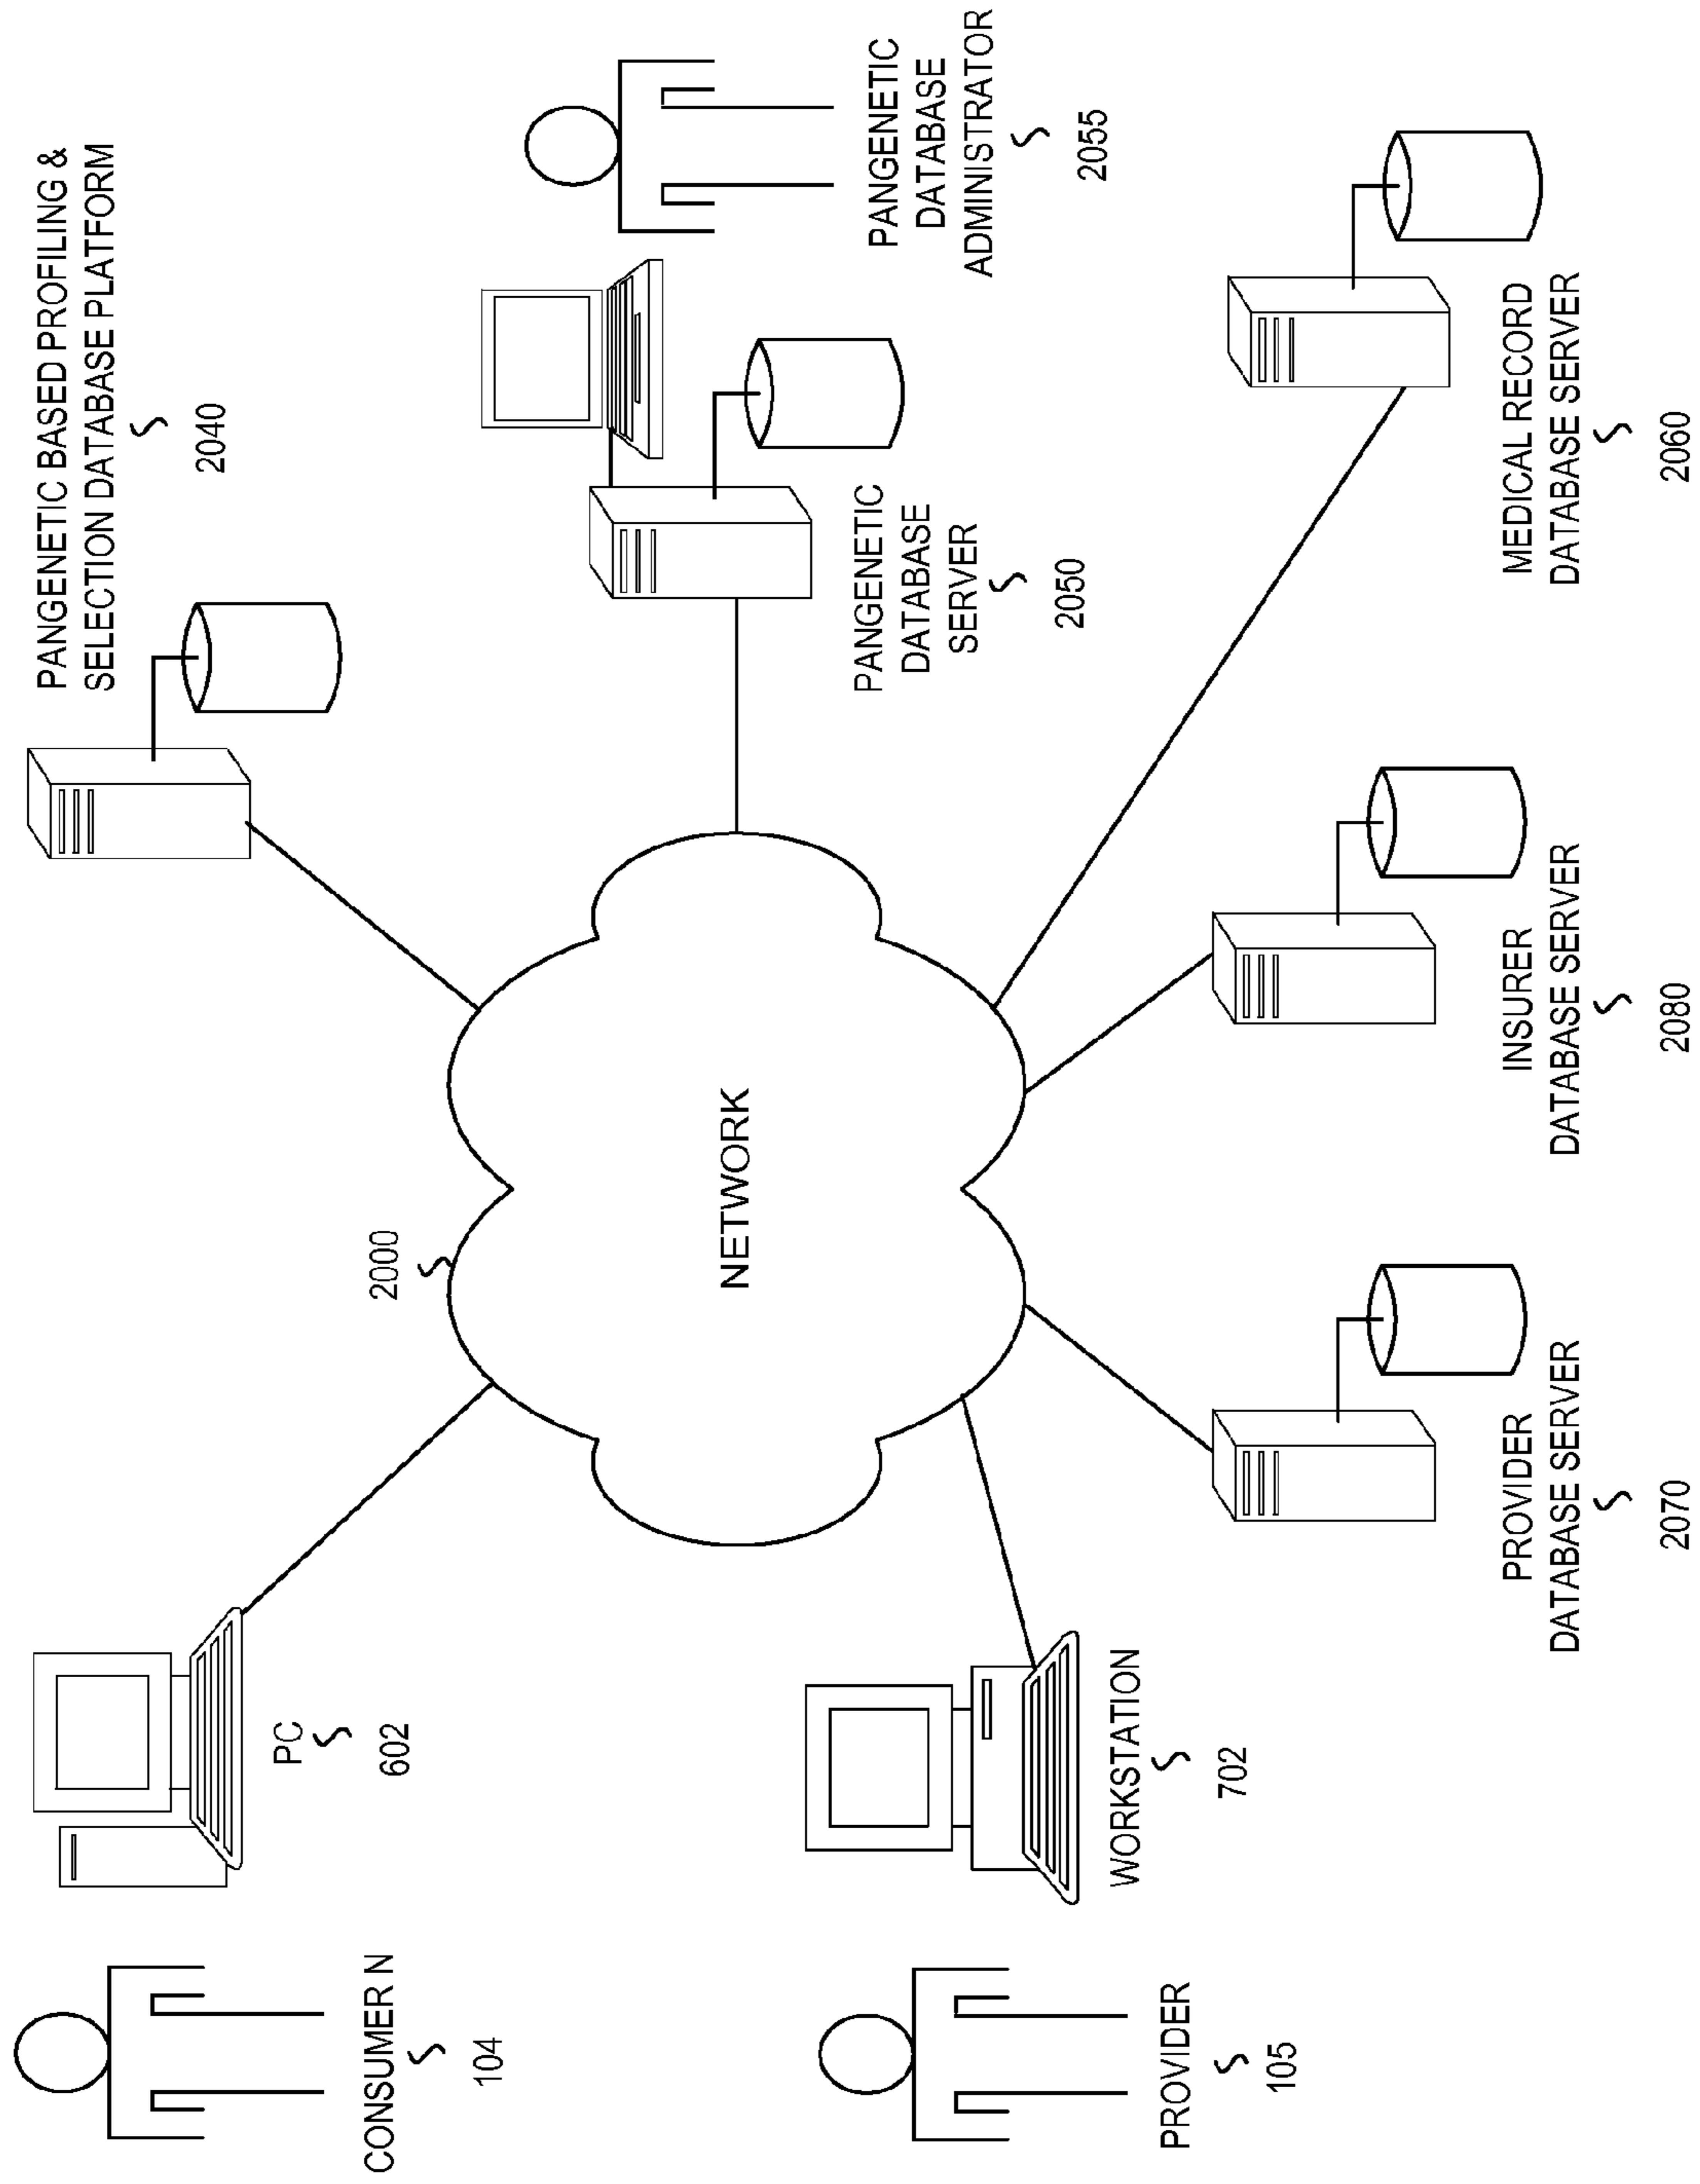 CONSUMER N
104
PC
602
2000
PANGENETIC BASED PROFILING &
SELECTION DATABASE PLATFORM
2040
NETWORK
PANGENETIC
DATABASE
SERVER
2050
PANGENETIC
DATABASE
ADMINISTRATOR
2055
PROVIDER
105
WORKSTATION
702
PROVIDER
DATABASE SERVER
2070
INSURER
DATABASE SERVER
2080
MEDICAL RECORD
DATABASE SERVER
2060